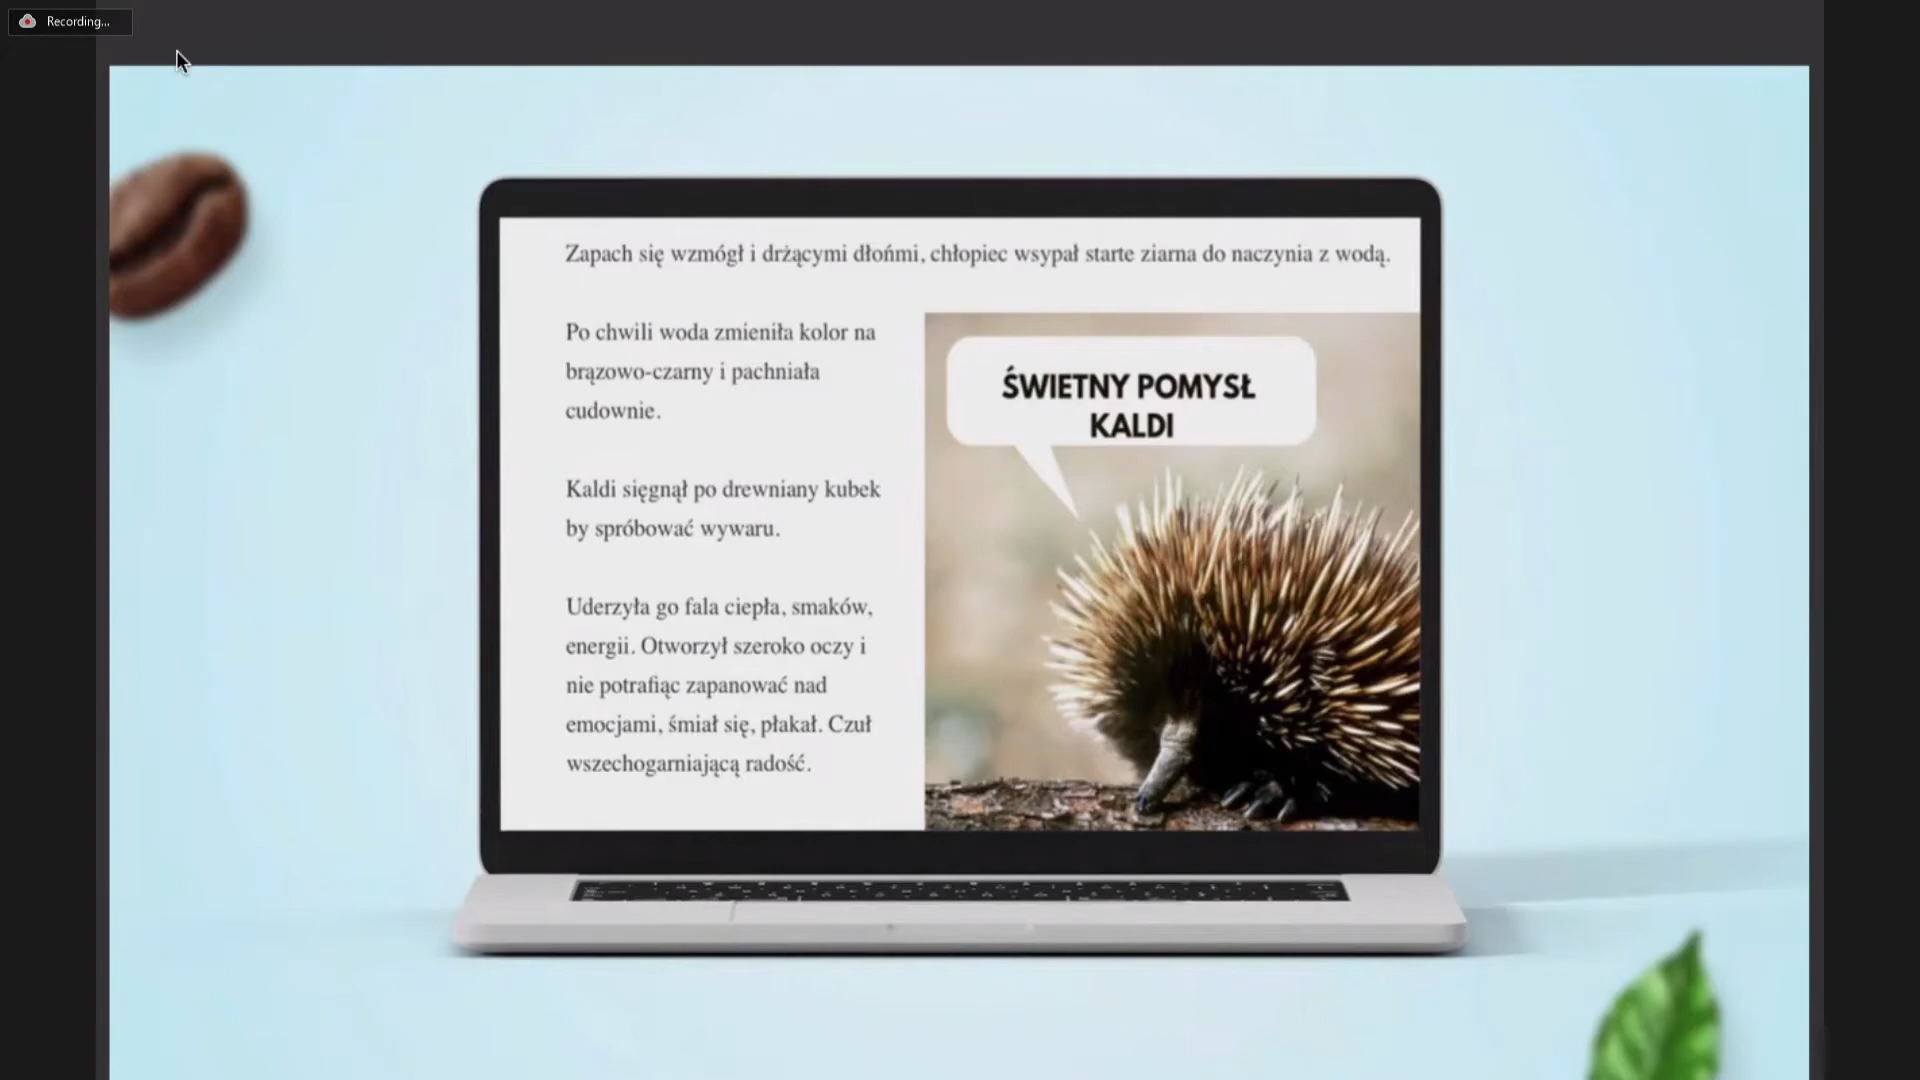 Recording...
Zapach się wzmógł i drżącymi dłońmi, chłopiec wsypał starte ziarna do naczynia z wodą.
Po chwili woda zmieniła kolor na
brązowo-czarny i pachniała
cudownie.
Kaldi sięgnął po drewniany kubek
by spróbować wywaru.
Uderzyła go fala ciepła, smaków,
energii. Otworzył szeroko oczy i
nie potrafiąc zapanować nad
emocjami, śmiał się, płakał. Czuł
wszechogarniającą radość.
ŚWIETNY POMYSŁ
KALDI